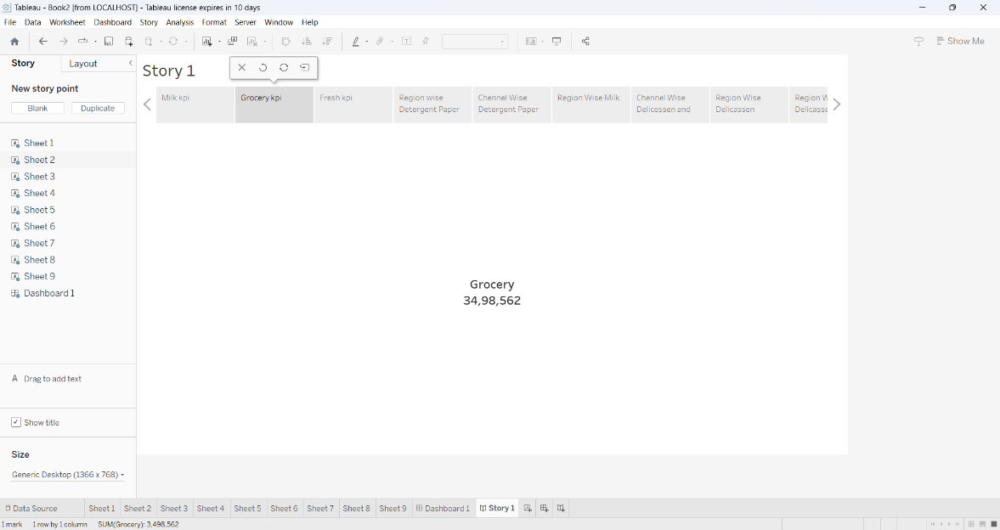 Tableau - Book2 [from LOCALHOST] - Tableau license expires in 10 days
File Data Worksheet Dashboard Story Analysis Format Server Window Help
Show Me
Story Layout
New story point
Blank Duplicate
Sheet 1
Sheet 2
Sheet 3
Sheet 4
Sheet 5
Sheet 6
Sheet 7
Sheet 8
Sheet 9
Dashboard 1
A Drag to add text
Show title
Size
Generic Desktop (1366 x 768)
Story 1
Milk kpi
Grocery kpi
Fresh kpi
Region wise
Detergent Paper
Chennel Wise
Detergent Paper
Region Wise Milk
Chennel Wise
Delicessen and
Region Wise
Delicassen
Region W
Delicasse
Grocery
34,98,562
Data Source Sheet 1 Sheet 2 Sheet 3 Sheet 4 Sheet 5 Sheet 6 Sheet 7 Sheet 8 Sheet 9 Dashboard 1 Story 1
1 mark 1 row by 1 column SUM(Grocery): 3,498,562